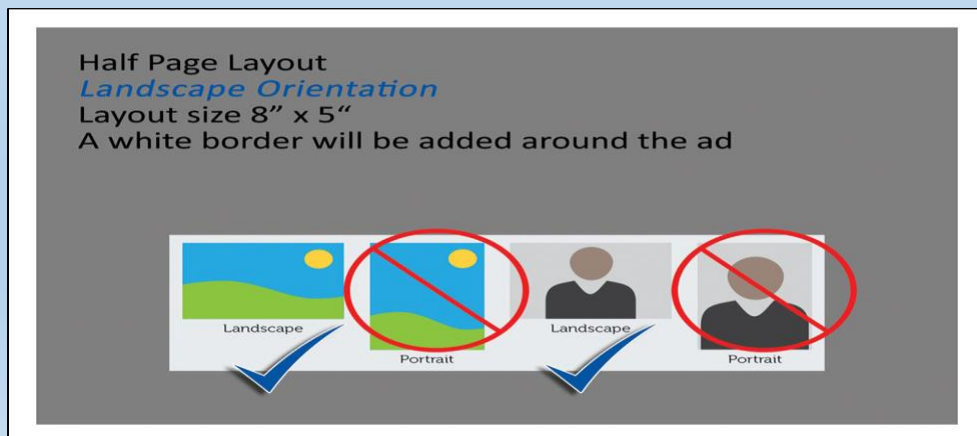 Half Page Layout
Landscape Orientation
Layout size 8” x 5“
A white border will be added around the ad
Landscape
Portrait
Landscape
Portrait